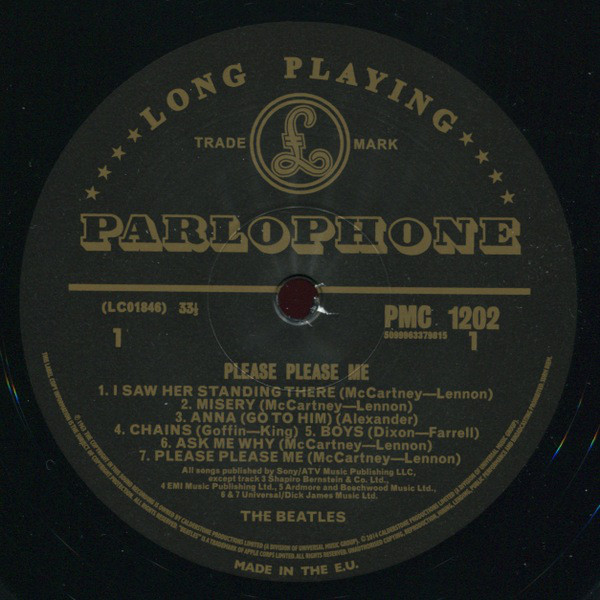 LONG PLAYING
TRADE £ MARK
PARLOPHONE
(LC01846) 33⅓
PMC 1202
5099963379815
1 1
PLEASE PLEASE ME
1. I SAW HER STANDING THERE (McCartney—Lennon)
2. MISERY (McCartney—Lennon)
3. ANNA (GO TO HIM) (Alexander)
4. CHAINS (Goffin—King) 5. BOYS (Dixon—Farrell)
6. ASK ME WHY (McCartney—Lennon)
7. PLEASE PLEASE ME (McCartney—Lennon)
All songs published by Sony/ATV Music Publishing LLC,
except track 3 Shapiro Bernstein & Co. Ltd.,
4 EMI Music Publishing Ltd., 5 Ardmore and Beechwood Music Ltd.,
6 & 7 Universal/Dick James Music Ltd.
THE BEATLES
MADE IN THE E.U.